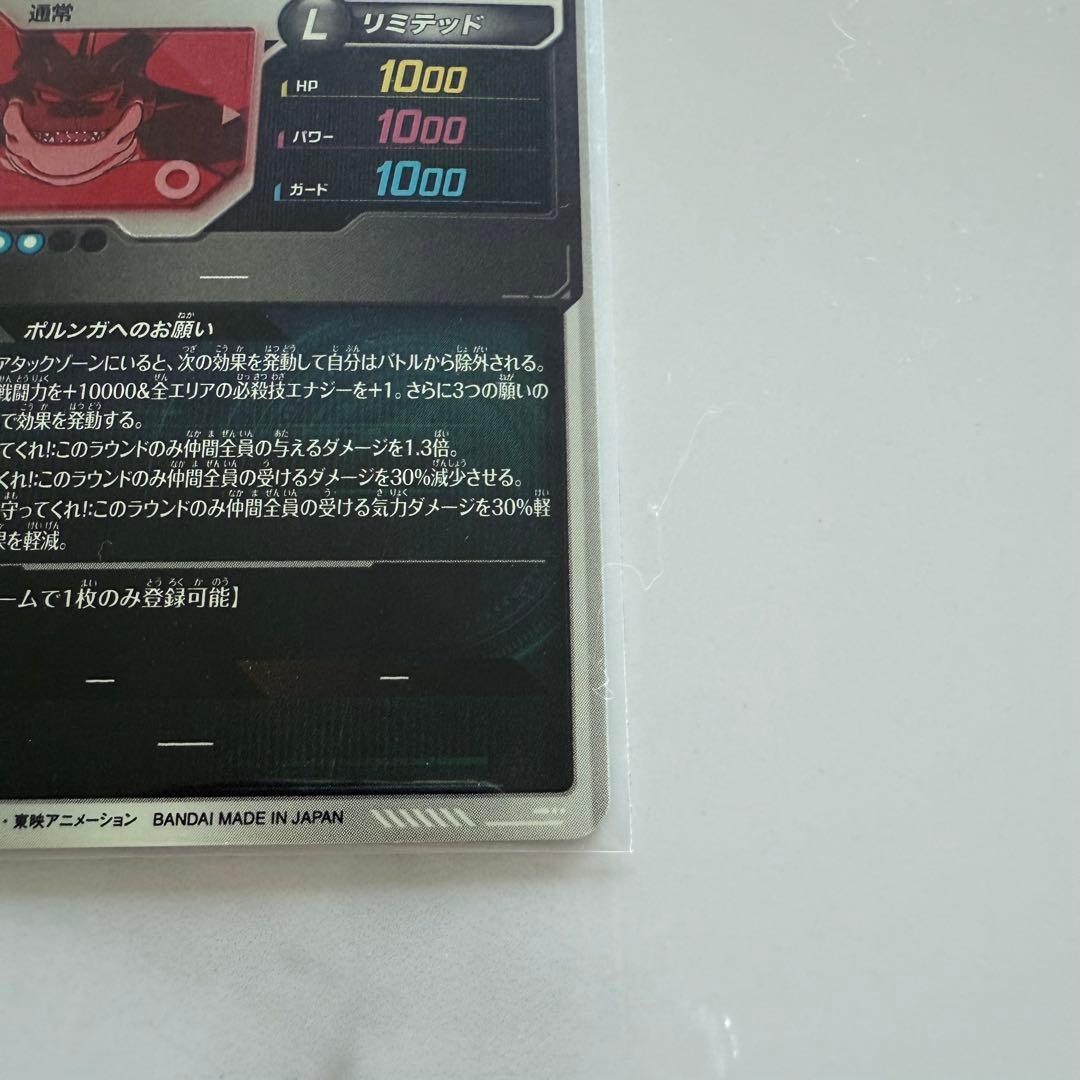 通常
L リミテッド
HP 1000
パワー 1000
ガード 1000
ポルンガへのお願い
アタックゾーンにいると、次の効果を発動して自分はバトルから除外される。
戦闘力を+10000&全エリアの必殺技エナジーを+1。さらに3つの願いの
で効果を発動する。
てくれ!:このラウンドのみ仲間全員の与えるダメージを1.3倍。
くれ!:このラウンドのみ仲間全員の受けるダメージを30%減少させる。
守ってくれ!:このラウンドのみ仲間全員の受ける気力ダメージを30%軽
果を軽減。
ームで1枚のみ登録可能】
・東映アニメーション BANDAI MADE IN JAPAN